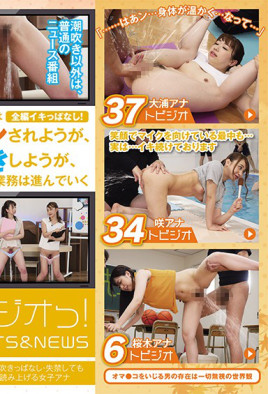 潮吹き以外は、
普通の
ニュース番組
全編イキっぱなし!
されようが、
しようが、
業務は進んでいく
ジオっ!
TS&NEWS
吹きっぱなし・失禁しても
読み上げる女子アナ
「……はあン…身体が温かく…なって…」
37 大浦アナ
トピジオ
笑顔でマイクを向けている最中も…
実は…イキ続けております
34 咲アナ
トピジオ
6 桜木アナ
トピジオ
オマ●コをいじる男の存在は一切無視の世界観